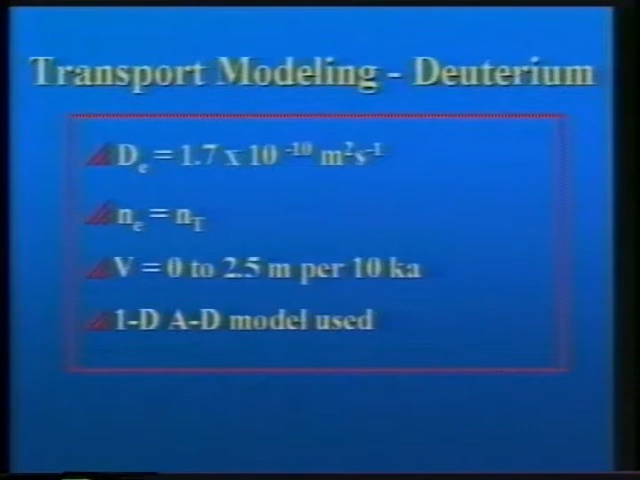 Transport Modeling - Deuterium
Dₑ = 1.7 x 10 ⁻¹⁰ m²s⁻¹
nₑ = n_T
V = 0 to 2.5 m per 10 ka
1-D A-D model used